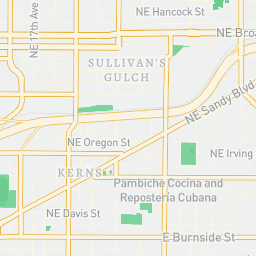 NE Hancock St
NE 17th Ave
NE Bro
SULLIVAN'S
GULCH
NE Sandy Blvd
NE Oregon St
NE Irving
KERNS
Pambiche Cocina and
Repostería Cubana
NE Davis St
E Burnside St